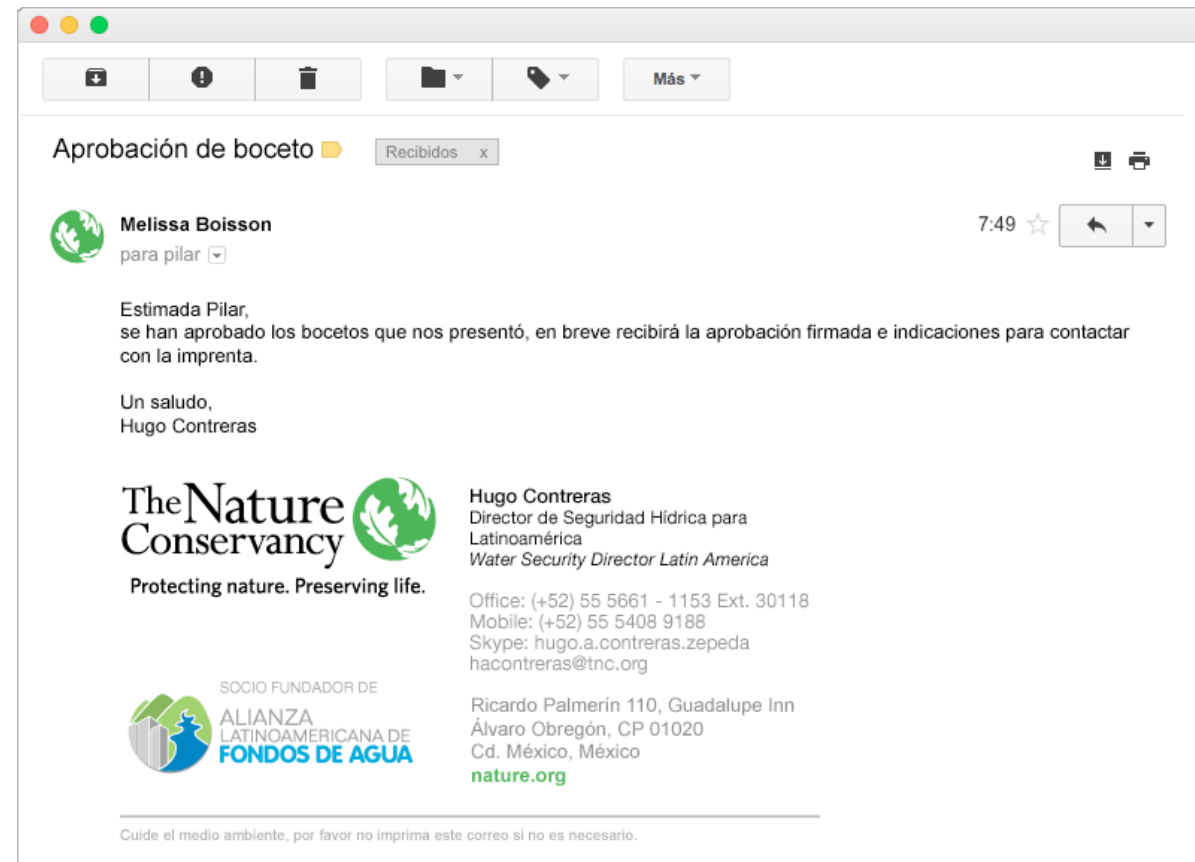 Más
Aprobación de boceto
Recibidos x
Melissa Boisson
7:49
para pilar
Estimada Pilar,
se han aprobado los bocetos que nos presentó, en breve recibirá la aprobación firmada e indicaciones para contactar
con la imprenta.
Un saludo,
Hugo Contreras
The Nature
Conservancy
Protecting nature. Preserving life.
Hugo Contreras
Director de Seguridad Hídrica para
Latinoamérica
Water Security Director Latin America
Office: (+52) 55 5661 - 1153 Ext. 30118
Mobile: (+52) 55 5408 9188
Skype: hugo.a.contreras.zepeda
hacontreras@tnc.org
SOCIO FUNDADOR DE
ALIANZA
LATINOAMERICANA DE
FONDOS DE AGUA
Ricardo Palmerín 110, Guadalupe Inn
Álvaro Obregón, CP 01020
Cd. México, México
nature.org
Cuide el medio ambiente, por favor no imprima este correo si no es necesario.